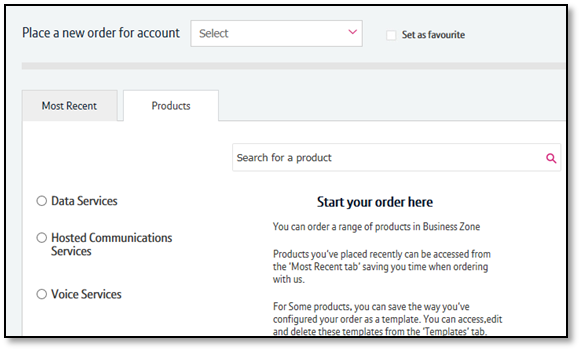 Place a new order for account
Select
Set as favourite
Most Recent
Products
Search for a product
Data Services
Hosted Communications
Services
Voice Services
Start your order here
You can order a range of products in Business Zone
Products you've placed recently can be accessed from
the 'Most Recent tab' saving you time when ordering
with us.
For Some products, you can save the way you've
configured your order as a template. You can access,edit
and delete these templates from the 'Templates' tab.